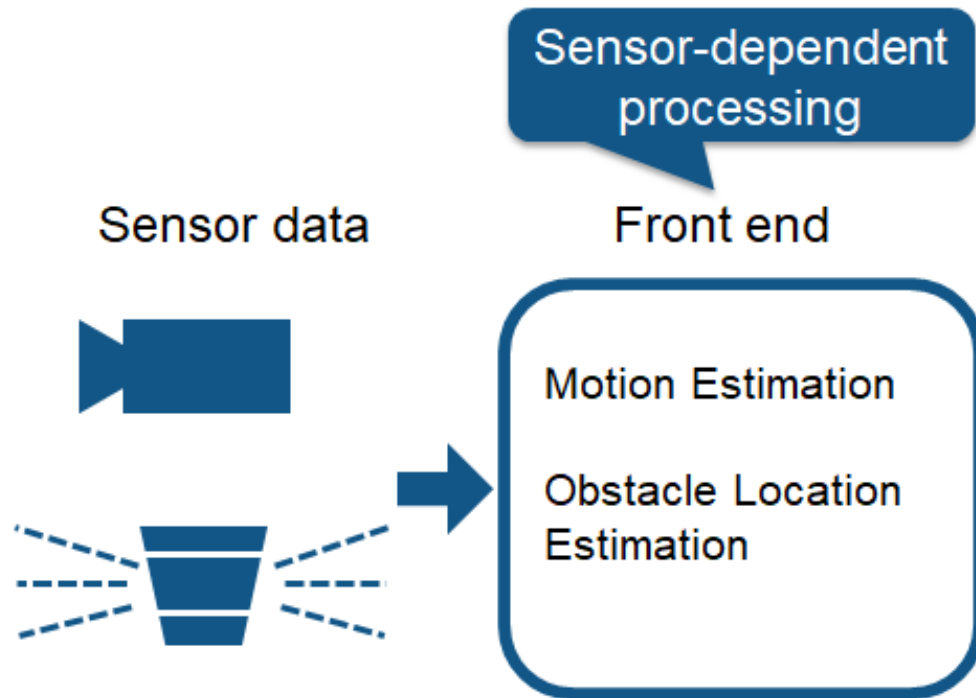 Sensor-dependent
processing
Sensor data
Front end
Motion Estimation
Obstacle Location
Estimation